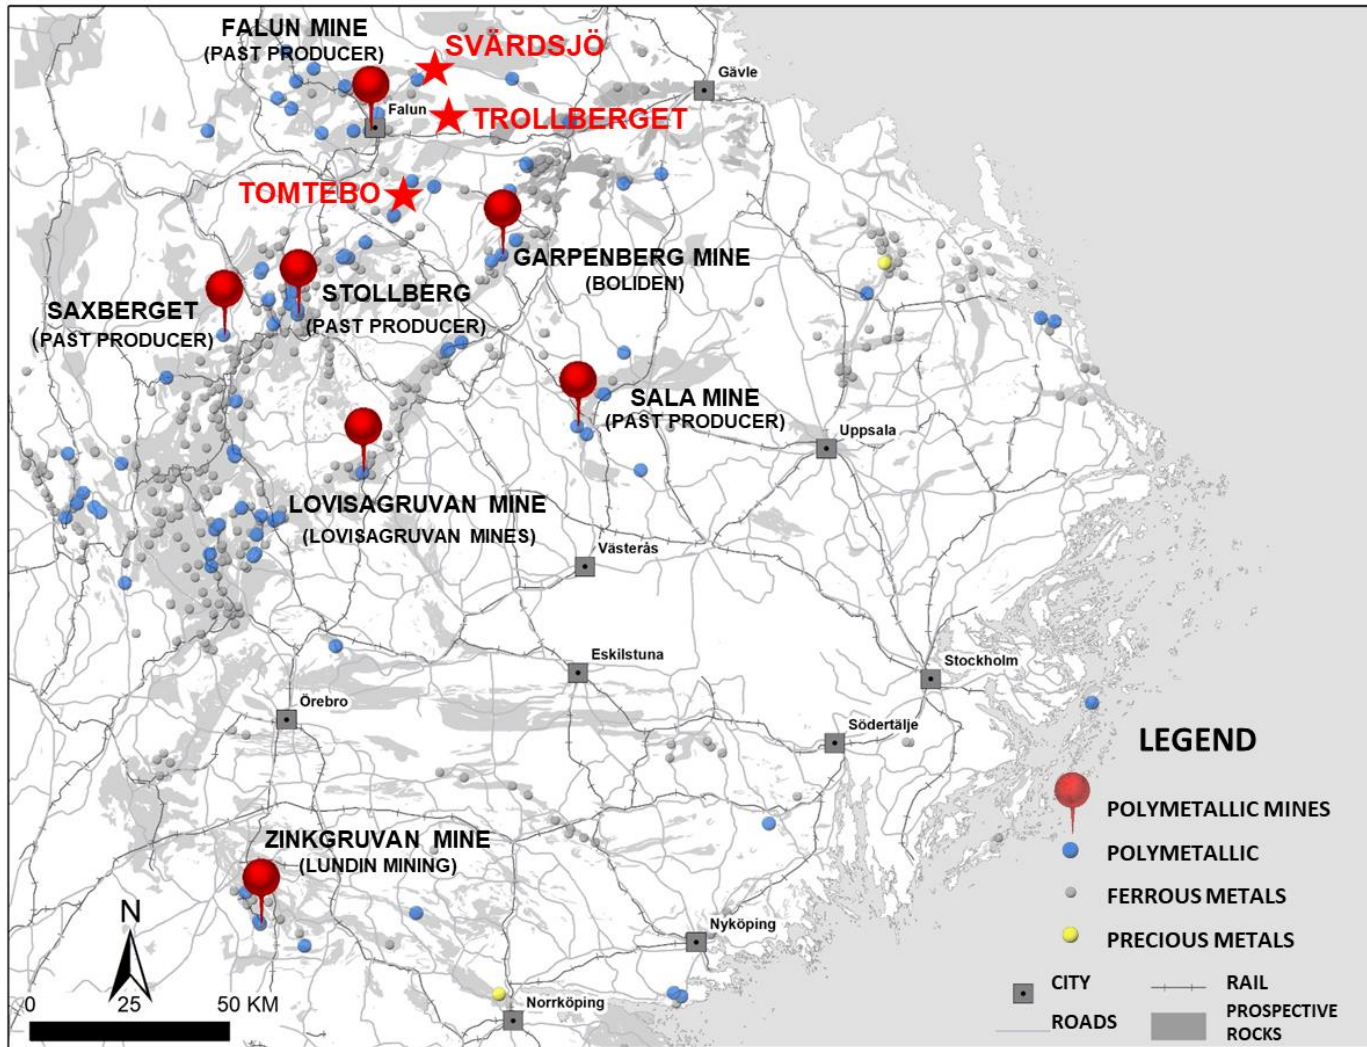 FALUN MINE
(PAST PRODUCER)
SVÄRDSJÖ
Gävle
Falun
TROLLBERGET
TOMTEBO
GARPENBERG MINE
(BOLIDEN)
STOLLBERG
(PAST PRODUCER)
SAXBERGET
(PAST PRODUCER)
SALA MINE
(PAST PRODUCER)
Uppsala
LOVISAGRUVAN MINE
(LOVISAGRUVAN MINES)
Västerås
Eskilstuna
Stockholm
Örebro
Södertälje
ZINKGRUVAN MINE
(LUNDIN MINING)
Nyköping
Norrköping
N
0 25 50 KM
LEGEND
POLYMETALLIC MINES
POLYMETALLIC
FERROUS METALS
PRECIOUS METALS
CITY
RAIL
ROADS
PROSPECTIVE
ROCKS